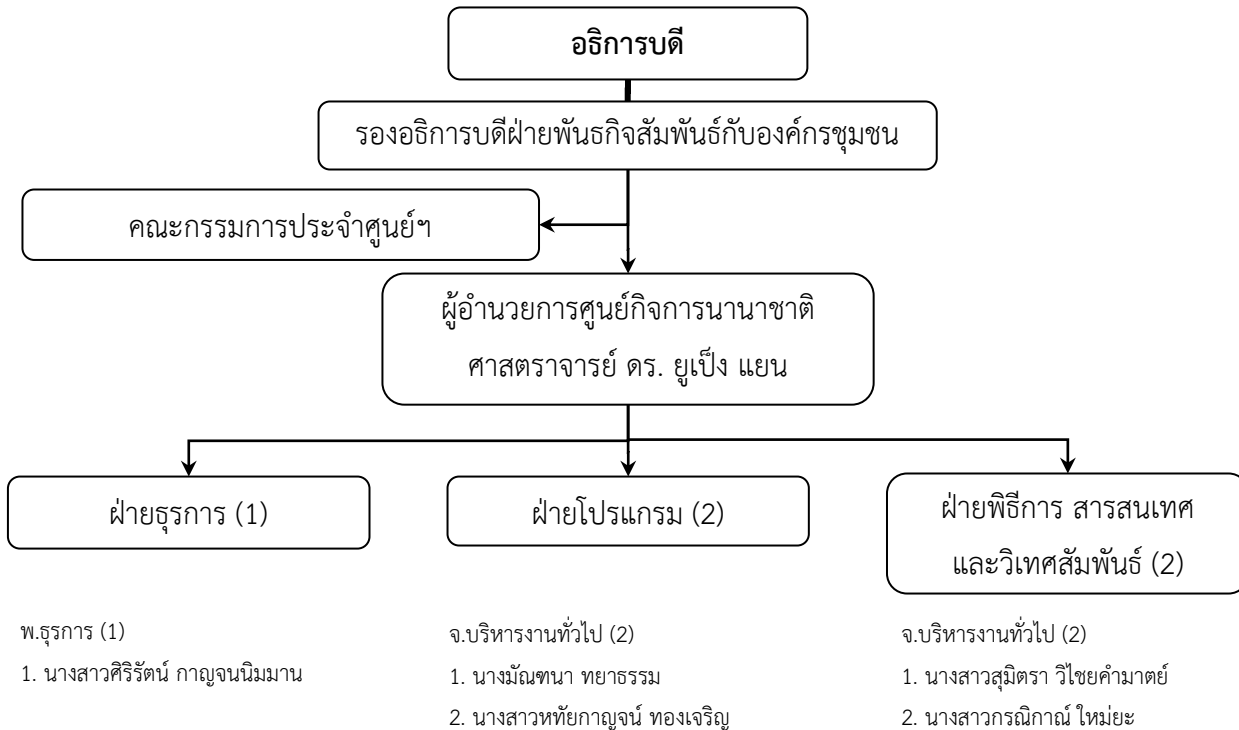 อธิการบดี
รองอธิการบดีฝ่ายพันธกิจสัมพันธ์กับองค์กรชุมชน
คณะกรรมการประจำศูนย์ฯ
ผู้อำนวยการศูนย์กิจการนานาชาติ
ศาสตราจารย์ ดร. ยูเป็ง แยน
ฝ่ายธุรการ (1)
ฝ่ายโปรแกรม (2)
ฝ่ายพิธีการ สารสนเทศ
และวิเทศสัมพันธ์ (2)
พ.ธุรการ (1)
1. นางสาวศิริรัตน์ กาญจนนิมมาน
จ.บริหารงานทั่วไป (2)
1. นางมัณฑนา ทยาธรรม
2. นางสาวหทัยกาญจน์ ทองเจริญ
จ.บริหารงานทั่วไป (2)
1. นางสาวสุมิตรา วิไชยคำมาตย์
2. นางสาวกรณิกาณ์ ใหม่ยะ